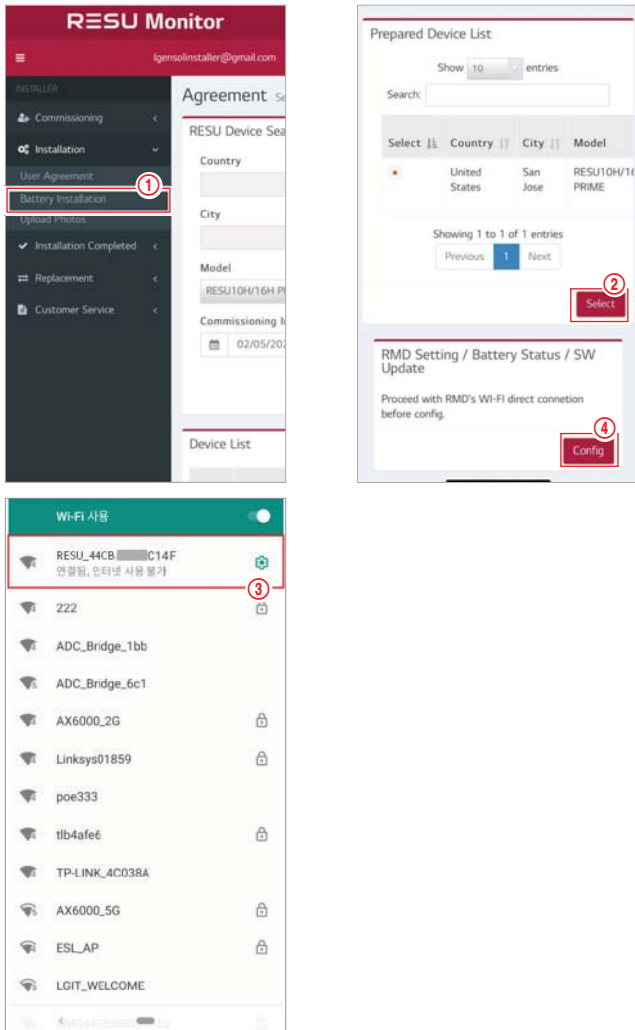 RESU Monitor
lgensolinstaller@gmail.com
INSTALLER
Commissioning
Installation
User Agreement
①
Battery Installation
Upload Photos
Installation Completed
Replacement
Customer Service
Agreement
RESU Device Sea
Country
City
Model
RESU10H/16H P
Commissioning I
02/05/202
Device List
Prepared Device List
Show 10 entries
Search:
Select Country City Model
United States San Jose RESU10H/16 PRIME
Showing 1 to 1 of 1 entries
Previous 1 Next
②
Select
RMD Setting / Battery Status / SW
Update
Proceed with RMD's WI-FI direct connetion
before config.
④
Config
Wi-Fi 사용
RESU_44CB C14F
연결됨, 인터넷 사용 불가
③
222
ADC_Bridge_1bb
ADC_Bridge_6c1
AX6000_2G
Linksys01859
poe333
tlb4afe6
TP-LINK_4C038A
AX6000_5G
ESL_AP
LGIT_WELCOME